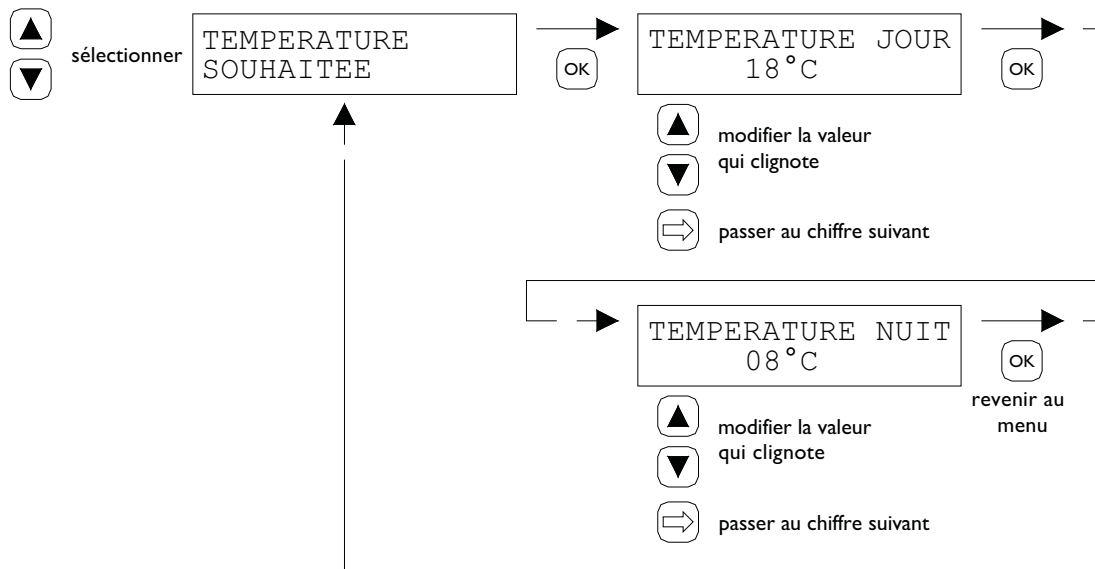 sélectionner
TEMPERATURE
SOUHAITEE
OK
TEMPERATURE JOUR
18°C
OK
modifier la valeur
qui clignote
passer au chiffre suivant
TEMPERATURE NUIT
08°C
OK
revenir au
menu
modifier la valeur
qui clignote
passer au chiffre suivant